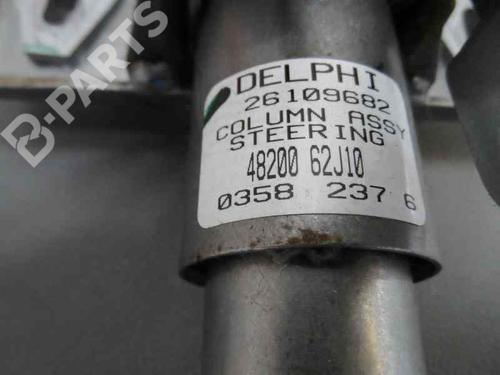 B-PARTS
DELPHI
26109682
COLUMN ASSY
STEERING
48200 62J10
0358 237 6